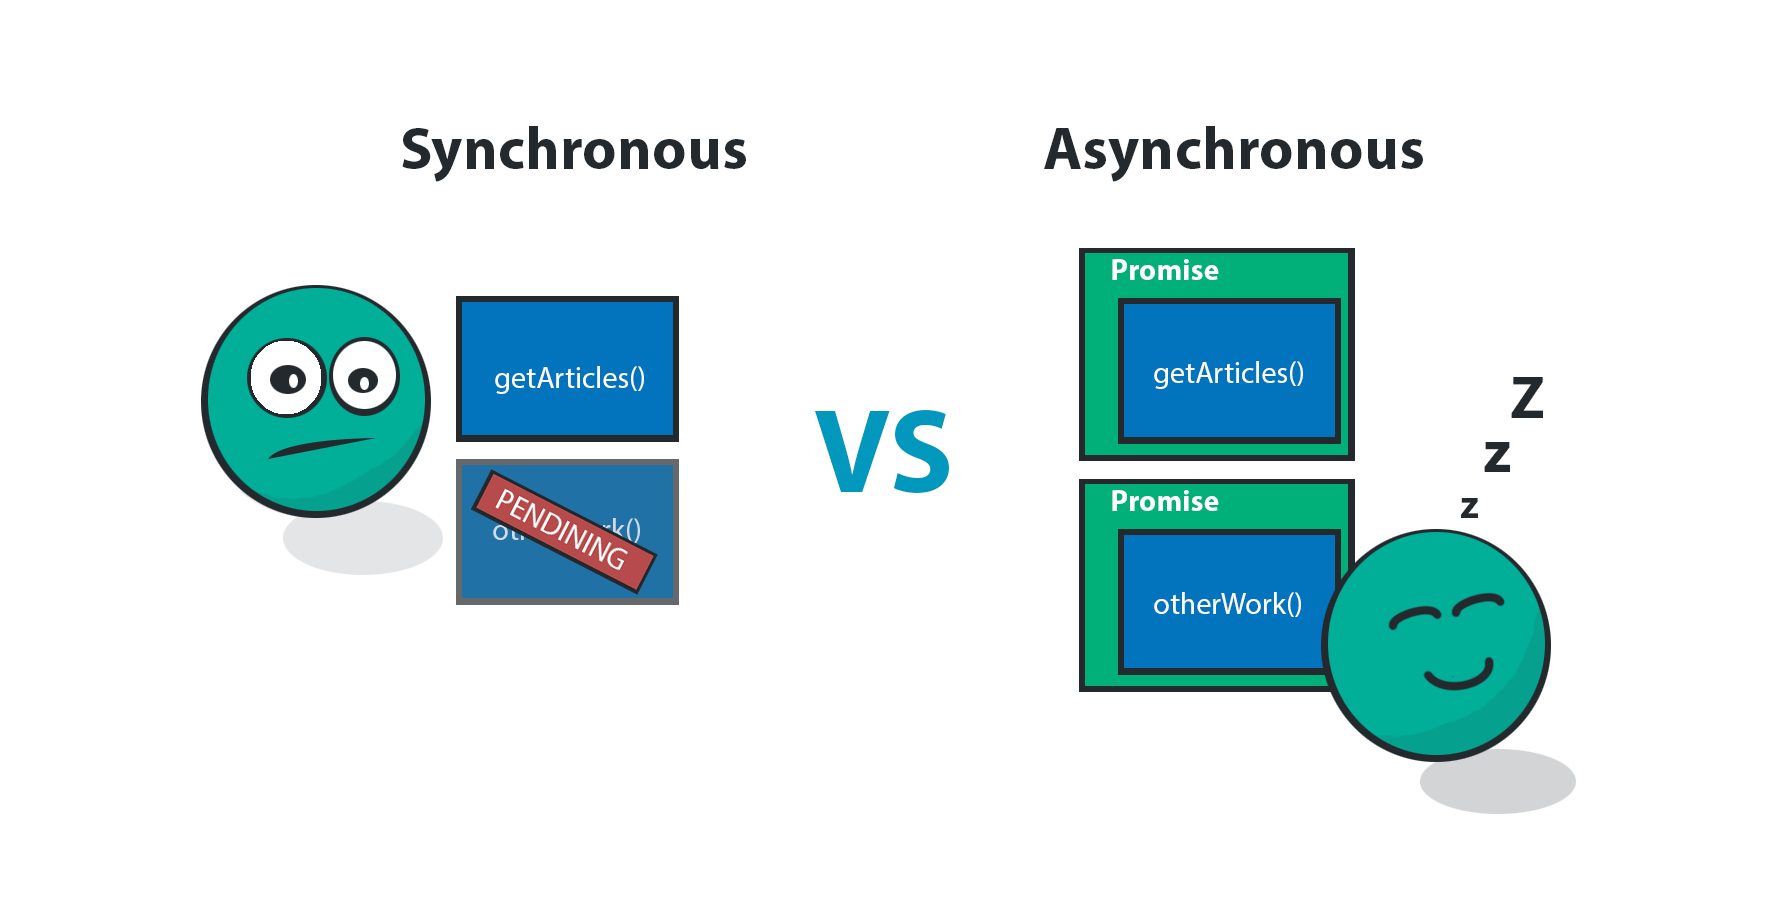 Synchronous
Asynchronous
getArticles()
PENDINING
VS
Promise
getArticles()
Promise
otherWork()
Z
z
z